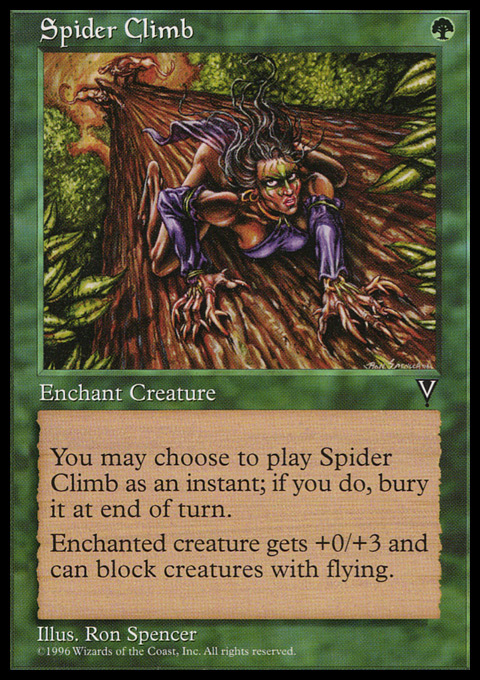 Spider Climb
Enchant Creature
V
You may choose to play Spider
Climb as an instant; if you do, bury
it at end of turn.
Enchanted creature gets +0/+3 and
can block creatures with flying.
Illus. Ron Spencer
©1996 Wizards of the Coast, Inc. All rights reserved.